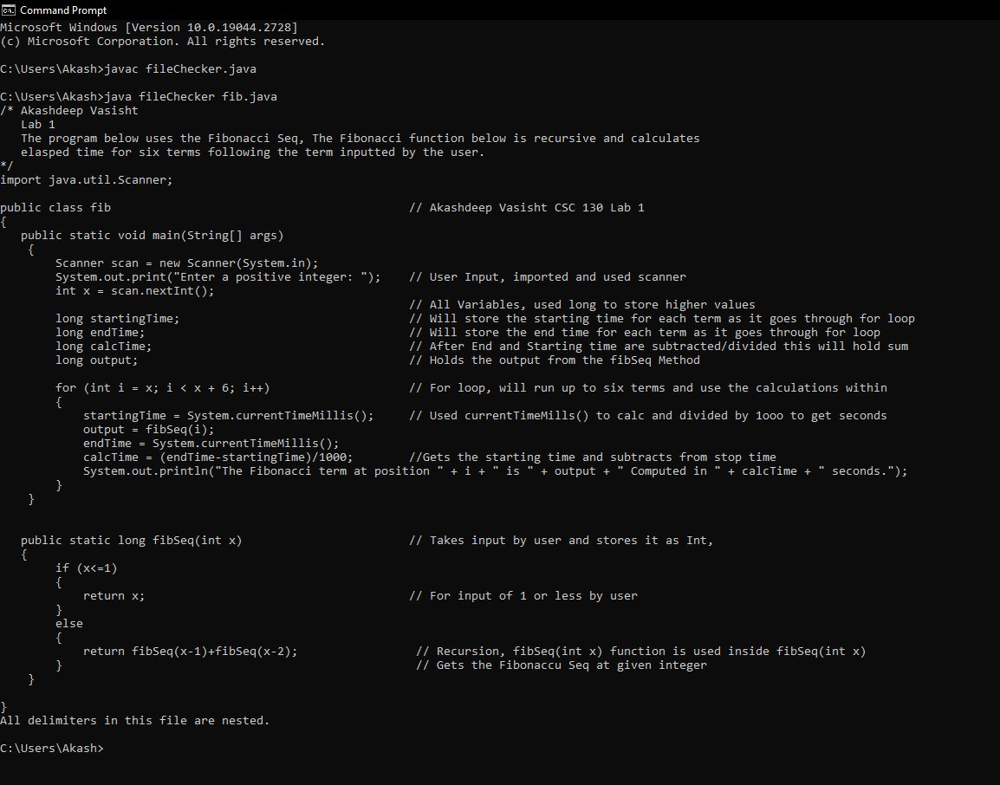 Command Prompt
Microsoft Windows [Version 10.0.19044.2728]
(c) Microsoft Corporation. All rights reserved.
C:\Users\Akash>javac fileChecker.java
C:\Users\Akash>java fileChecker fib.java
/* Akashdeep Vasisht
   Lab 1
   The program below uses the Fibonacci Seq, The Fibonacci function below is recursive and calculates
   elasped time for six terms following the term inputted by the user.
*/
import java.util.Scanner;
public class fib                                           // Akashdeep Vasisht CSC 130 Lab 1
{
   public static void main(String[] args)
    {
        Scanner scan = new Scanner(System.in);
        System.out.print("Enter a positive integer: ");    // User Input, imported and used scanner
        int x = scan.nextInt();
                                                           // All Variables, used long to store higher values
        long startingTime;                                 // Will store the starting time for each term as it goes through for loop
        long endTime;                                      // Will store the end time for each term as it goes through for loop
        long calcTime;                                     // After End and Starting time are subtracted/divided this will hold sum
        long output;                                       // Holds the output from the fibSeq Method
        for (int i = x; i < x + 6; i++)                    // For loop, will run up to six terms and use the calculations within
        {
            startingTime = System.currentTimeMillis();     // Used currentTimeMills() to calc and divided by 1ooo to get seconds
            output = fibSeq(i);
            endTime = System.currentTimeMillis();
            calcTime = (endTime-startingTime)/1000;        //Gets the starting time and subtracts from stop time
            System.out.println("The Fibonacci term at position " + i + " is " + output + " Computed in " + calcTime + " seconds.");
        }
    }
   public static long fibSeq(int x)                        // Takes input by user and stores it as Int,
   {
        if (x<=1)
        {
            return x;                                      // For input of 1 or less by user
        }
        else
        {
            return fibSeq(x-1)+fibSeq(x-2);                 // Recursion, fibSeq(int x) function is used inside fibSeq(int x)
        }                                                   // Gets the Fibonaccu Seq at given integer
    }
}
All delimiters in this file are nested.
C:\Users\Akash>